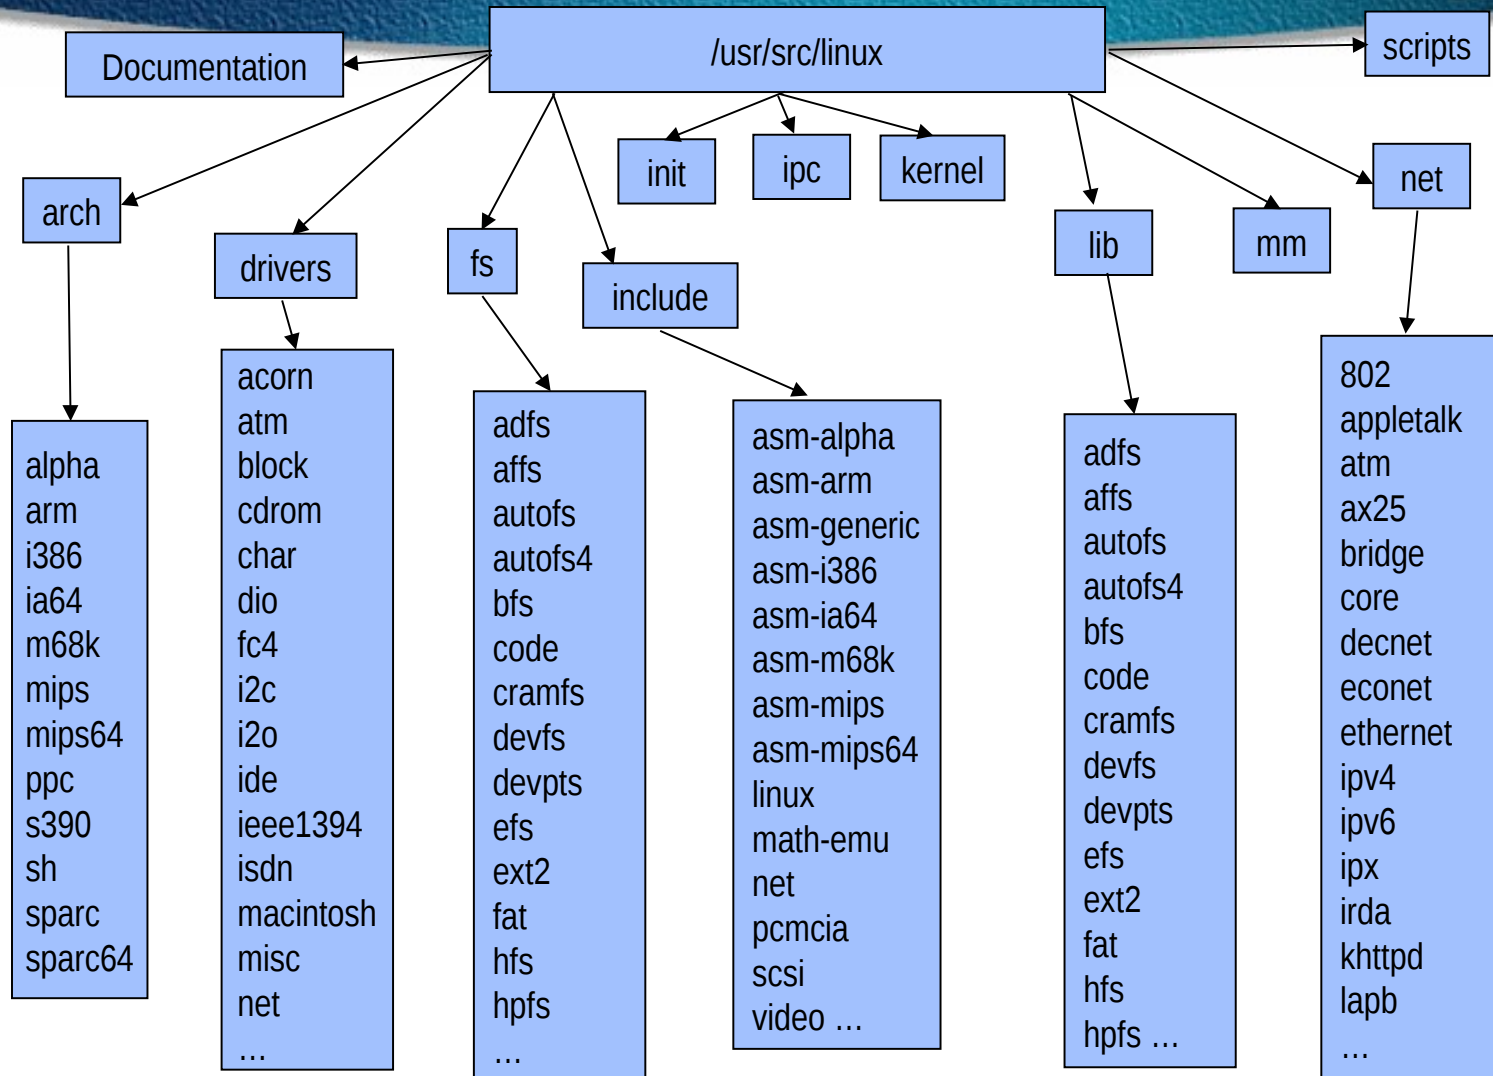 /usr/src/linux
Documentation
scripts
init
ipc
kernel
net
arch
lib
mm
drivers
fs
include
alpha
arm
i386
ia64
m68k
mips
mips64
ppc
s390
sh
sparc
sparc64
acorn
atm
block
cdrom
char
dio
fc4
i2c
i2o
ide
ieee1394
isdn
macintosh
misc
net
…
adfs
affs
autofs
autofs4
bfs
code
cramfs
devfs
devpts
efs
ext2
fat
hfs
hpfs
…
asm-alpha
asm-arm
asm-generic
asm-i386
asm-ia64
asm-m68k
asm-mips
asm-mips64
linux
math-emu
net
pcmcia
scsi
video …
adfs
affs
autofs
autofs4
bfs
code
cramfs
devfs
devpts
efs
ext2
fat
hfs
hpfs …
802
appletalk
atm
ax25
bridge
core
decnet
econet
ethernet
ipv4
ipv6
ipx
irda
khttpd
lapb
…